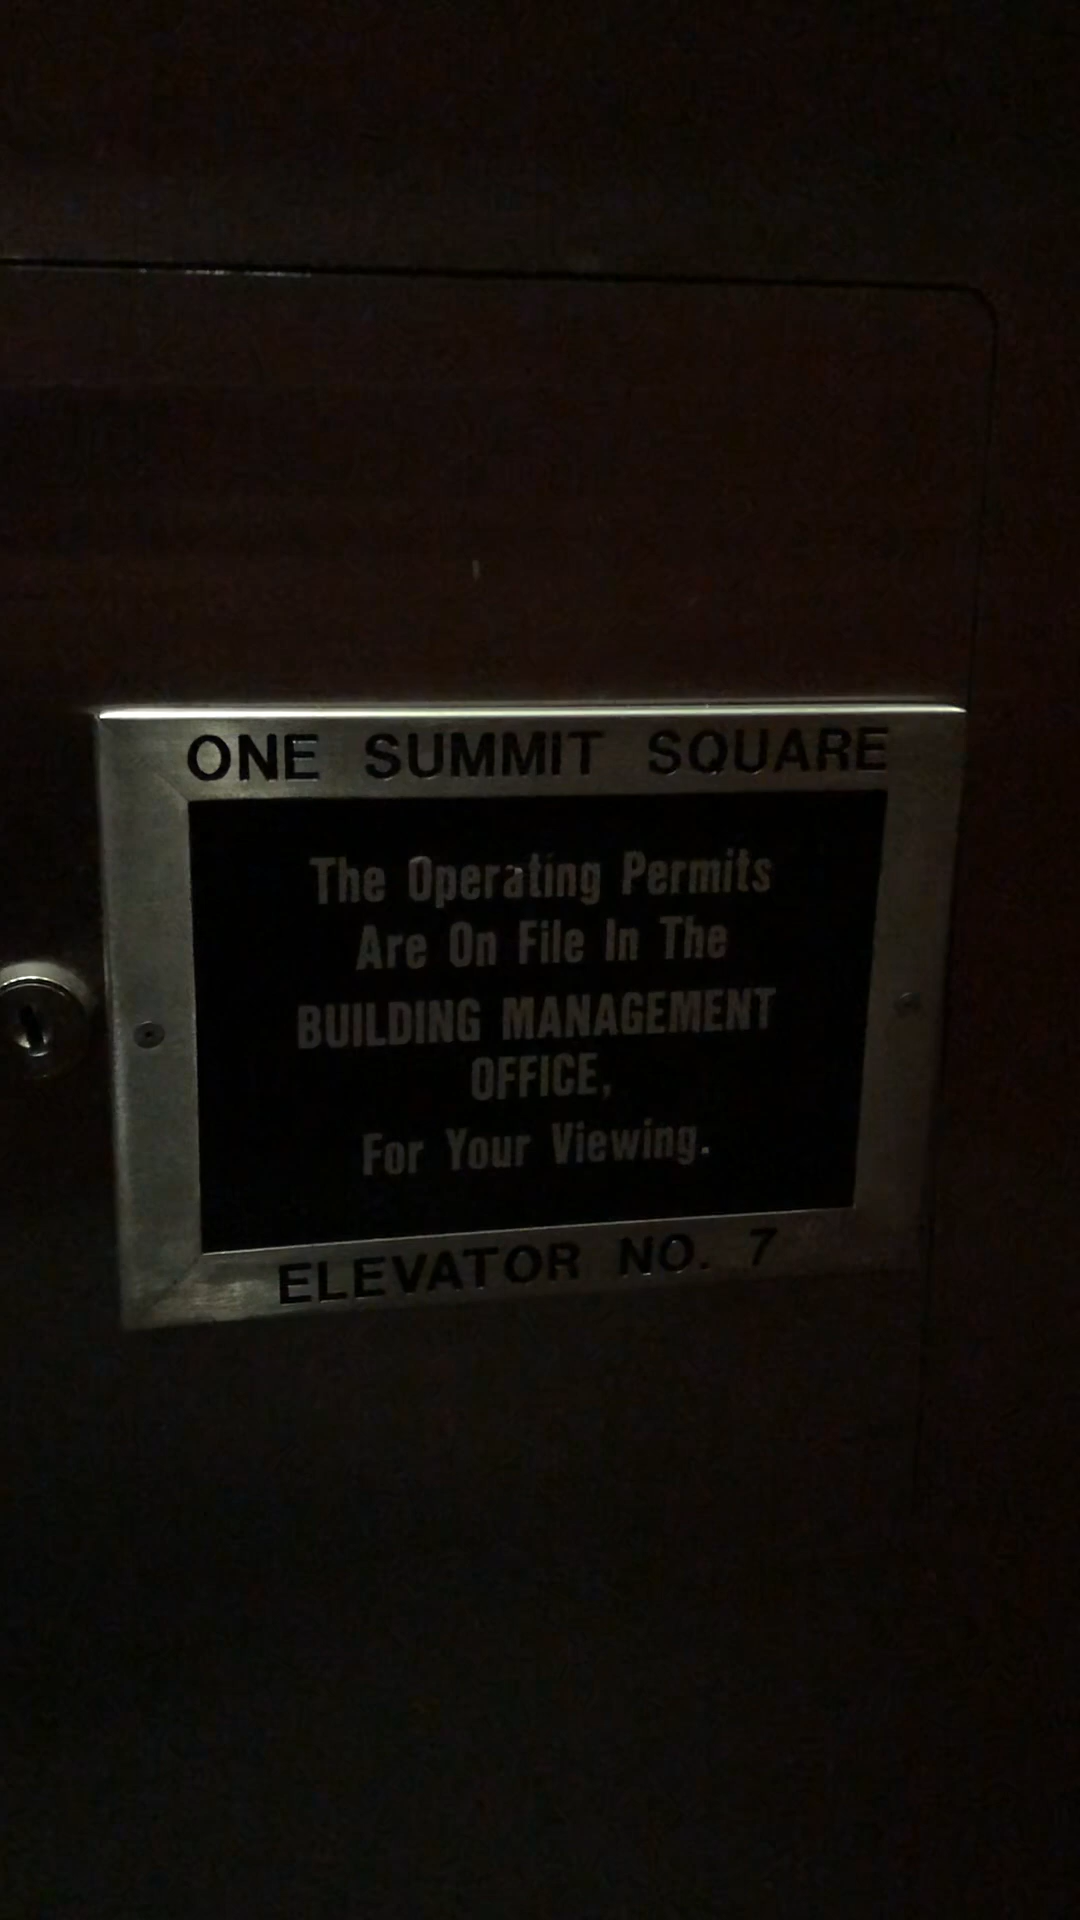 ONE SUMMIT SQUARE
The Operating Permits
Are On File In The
BUILDING MANAGEMENT
OFFICE,
For Your Viewing.
ELEVATOR NO. 7